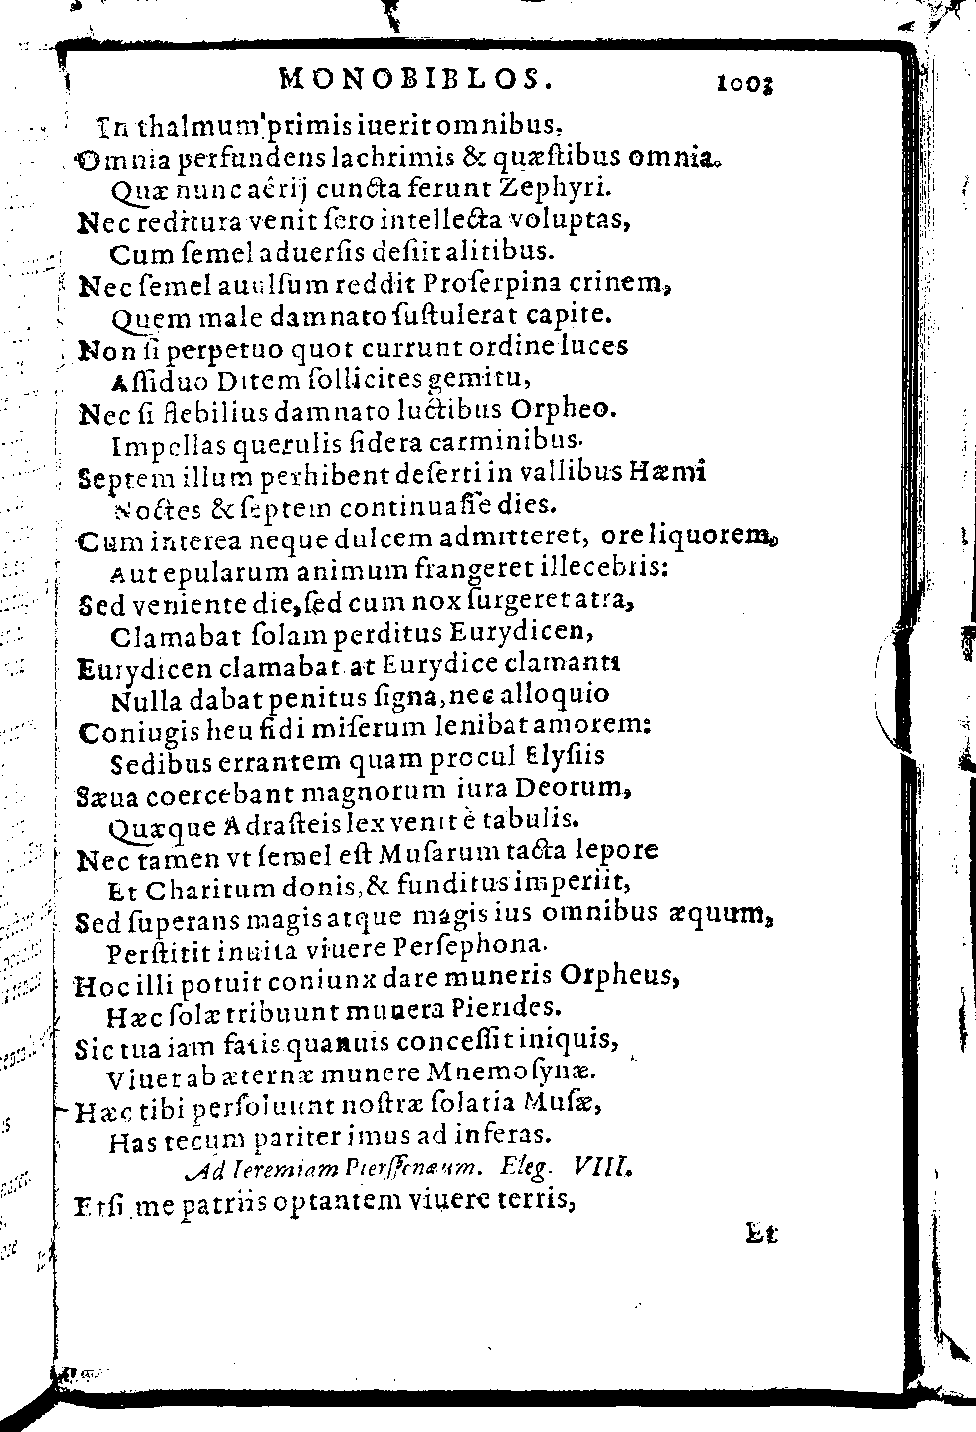 MONOBIBLOS. 1003
In thalmum primis iuerit omnibus,
Omnia perfundens lachrimis & quæſtibus omnia.
Quæ nunc aêrij cuncta ferunt Zephyri.
Nec reditura venit ſero intellecta voluptas,
Cum ſemel aduerſis deſiit alitibus.
Nec ſemel auulſum reddit Proſerpina crinem,
Quem male damnato ſuſtulerat capite.
Non ſi perpetuo quot currunt ordine luces
Aſſiduo Ditem ſollicites gemitu,
Nec ſi flebilius damnato luctibus Orpheo.
Impellas querulis ſidera carminibus.
Septem illum perhibent deſerti in vallibus Hæmi
Noctes & ſeptem continuaſſe dies.
Cum interea neque dulcem admitteret, ore liquorem,
Aut epularum animum frangeret illecebris:
Sed veniente die, ſed cum nox ſurgeret atra,
Clamabat ſolam perditus Eurydicen,
Eurydicen clamabat at Eurydice clamanti
Nulla dabat penitus ſigna, nec alloquio
Coniugis heu fidi miſerum lenibat amorem:
Sedibus errantem quam procul Elyſiis
Sæua coercebant magnorum iura Deorum,
Quæque Adraſteis lex venit è tabulis.
Nec tamen vt ſemel eſt Muſarum tacta lepore
Et Charitum donis, & funditus imperiit,
Sed ſuperans magis atque magis ius omnibus æquum,
Perſtitit inuita viuere Perſephona.
Hoc illi potuit coniunx dare muneris Orpheus,
Hæc ſolæ tribuunt munera Pierides.
Sic tua iam fatis quanuis conceſſit iniquis,
Viuet ab æternæ munere Mnemoſynæ.
Hæc tibi perſoluunt noſtræ ſolatia Muſæ,
Has tecum pariter imus ad inferas.
Ad Ieremiam Pierſſenæum. Eleg. VIII.
Etſi me patriis optantem viuere terris,
Et